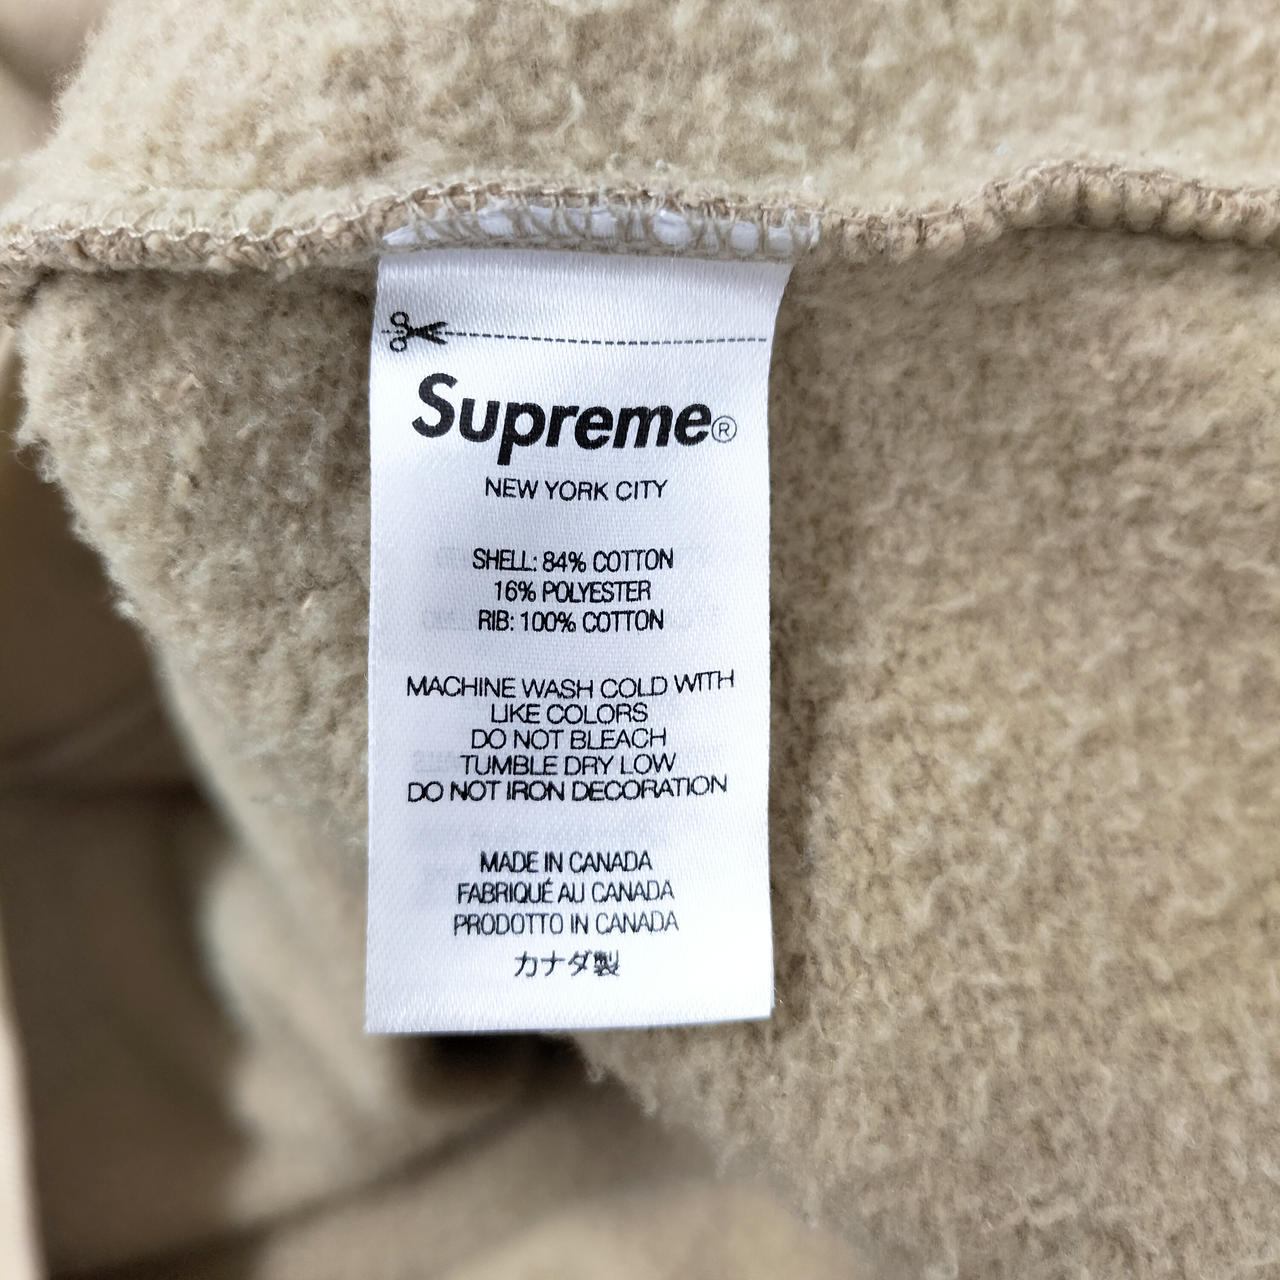 Supreme®
NEW YORK CITY
SHELL: 84% COTTON
16% POLYESTER
RIB: 100% COTTON
MACHINE WASH COLD WITH
LIKE COLORS
DO NOT BLEACH
TUMBLE DRY LOW
DO NOT IRON DECORATION
MADE IN CANADA
FABRIQUÉ AU CANADA
PRODOTTO IN CANADA
カナダ製